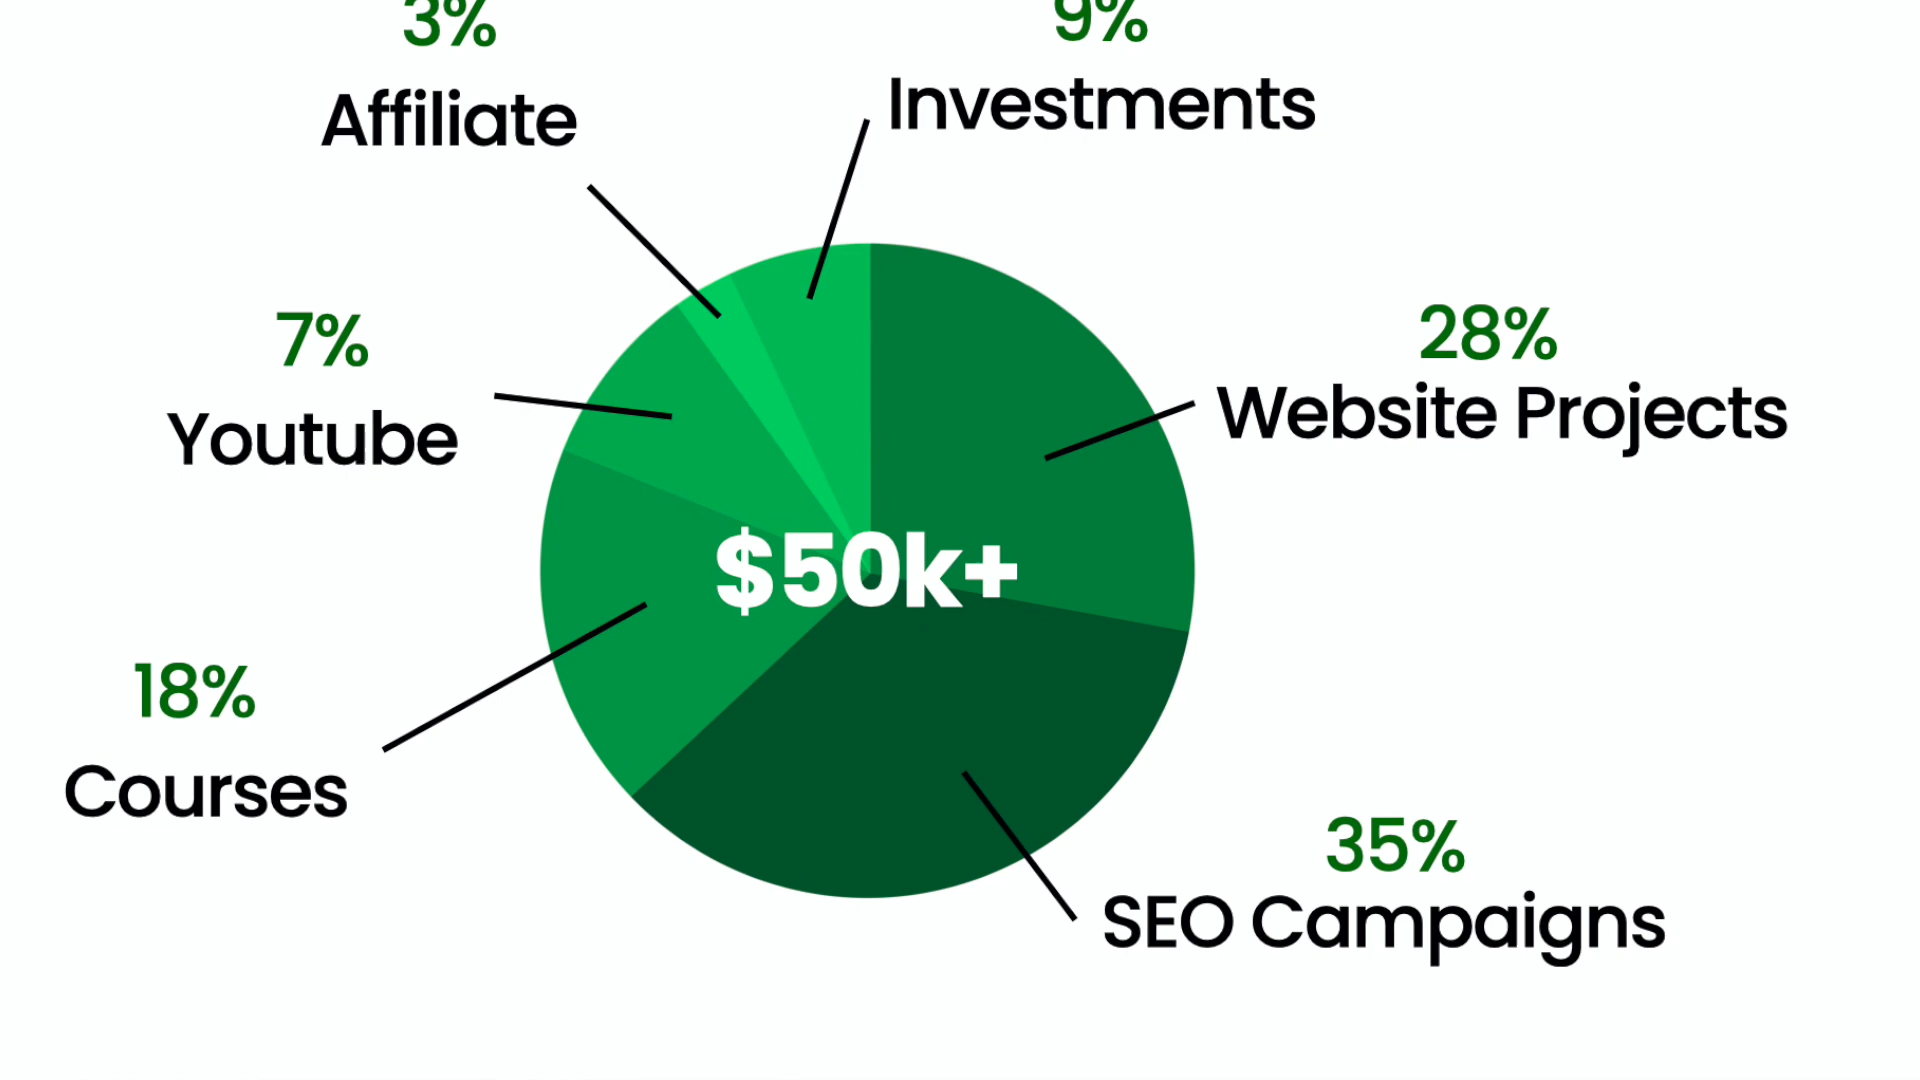 3%
Affiliate
9%
Investments
7%
Youtube
28%
Website Projects
$50k+
18%
Courses
35%
SEO Campaigns